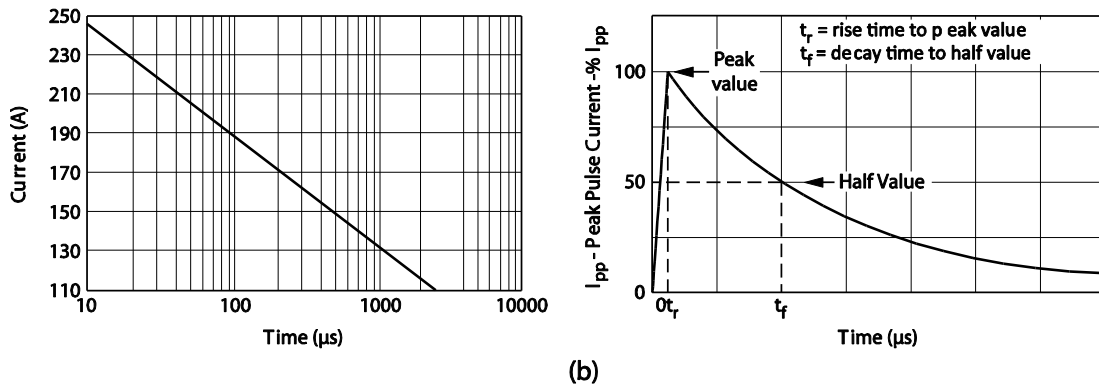 250
230
210
190
170
150
130
110
Current (A)
10
100
1000
10000
Time (µs)
tr = rise time to p eak value
tf = decay time to half value
Peak
value
Half Value
100
50
0
Ipp - Peak Pulse Current -% Ipp
0tr
tf
Time (µs)
(b)